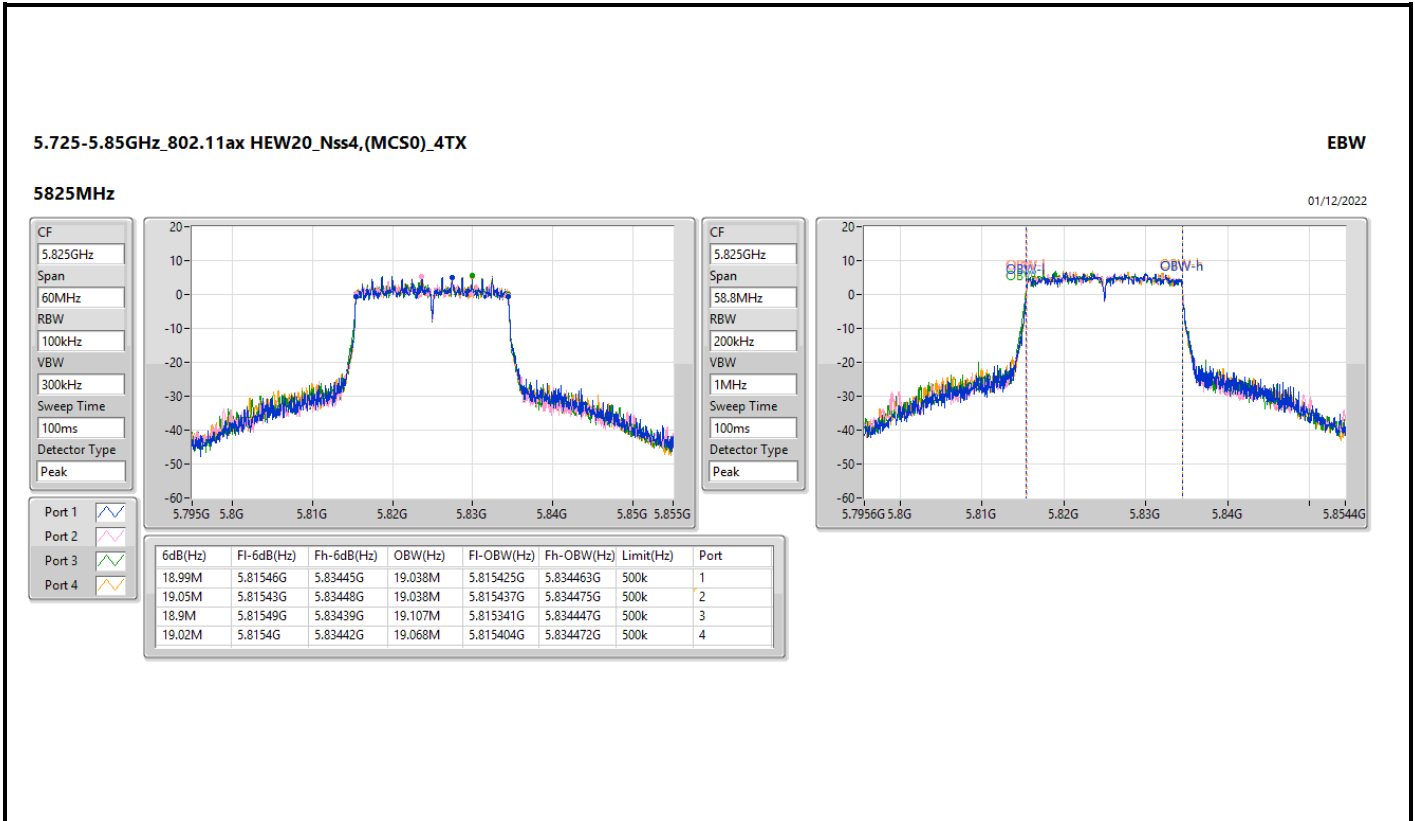 5.725-5.85GHz_802.11ax HEW20_Nss4,(MCS0)_4TX
EBW
5825MHz
01/12/2022
CF
5.825GHz
Span
60MHz
RBW
100kHz
VBW
300kHz
Sweep Time
100ms
Detector Type
Peak
20
10
0
-10
-20
-30
-40
-50
-60
5.795G 5.8G 5.81G 5.82G 5.83G 5.84G 5.85G 5.855G
CF
5.825GHz
Span
58.8MHz
RBW
200kHz
VBW
1MHz
Sweep Time
100ms
Detector Type
Peak
20
10
0
-10
-20
-30
-40
-50
-60
OBW-l
OBW-h
5.7956G 5.8G 5.81G 5.82G 5.83G 5.84G 5.8544G
Port 1
Port 2
Port 3
Port 4
6dB(Hz) Fl-6dB(Hz) Fh-6dB(Hz) OBW(Hz) Fl-OBW(Hz) Fh-OBW(Hz) Limit(Hz) Port
18.99M 5.81546G 5.83445G 19.038M 5.815425G 5.834463G 500k 1
19.05M 5.81543G 5.83448G 19.038M 5.815437G 5.834475G 500k 2
18.9M 5.81549G 5.83439G 19.107M 5.815341G 5.834447G 500k 3
19.02M 5.8154G 5.83442G 19.068M 5.815404G 5.834472G 500k 4